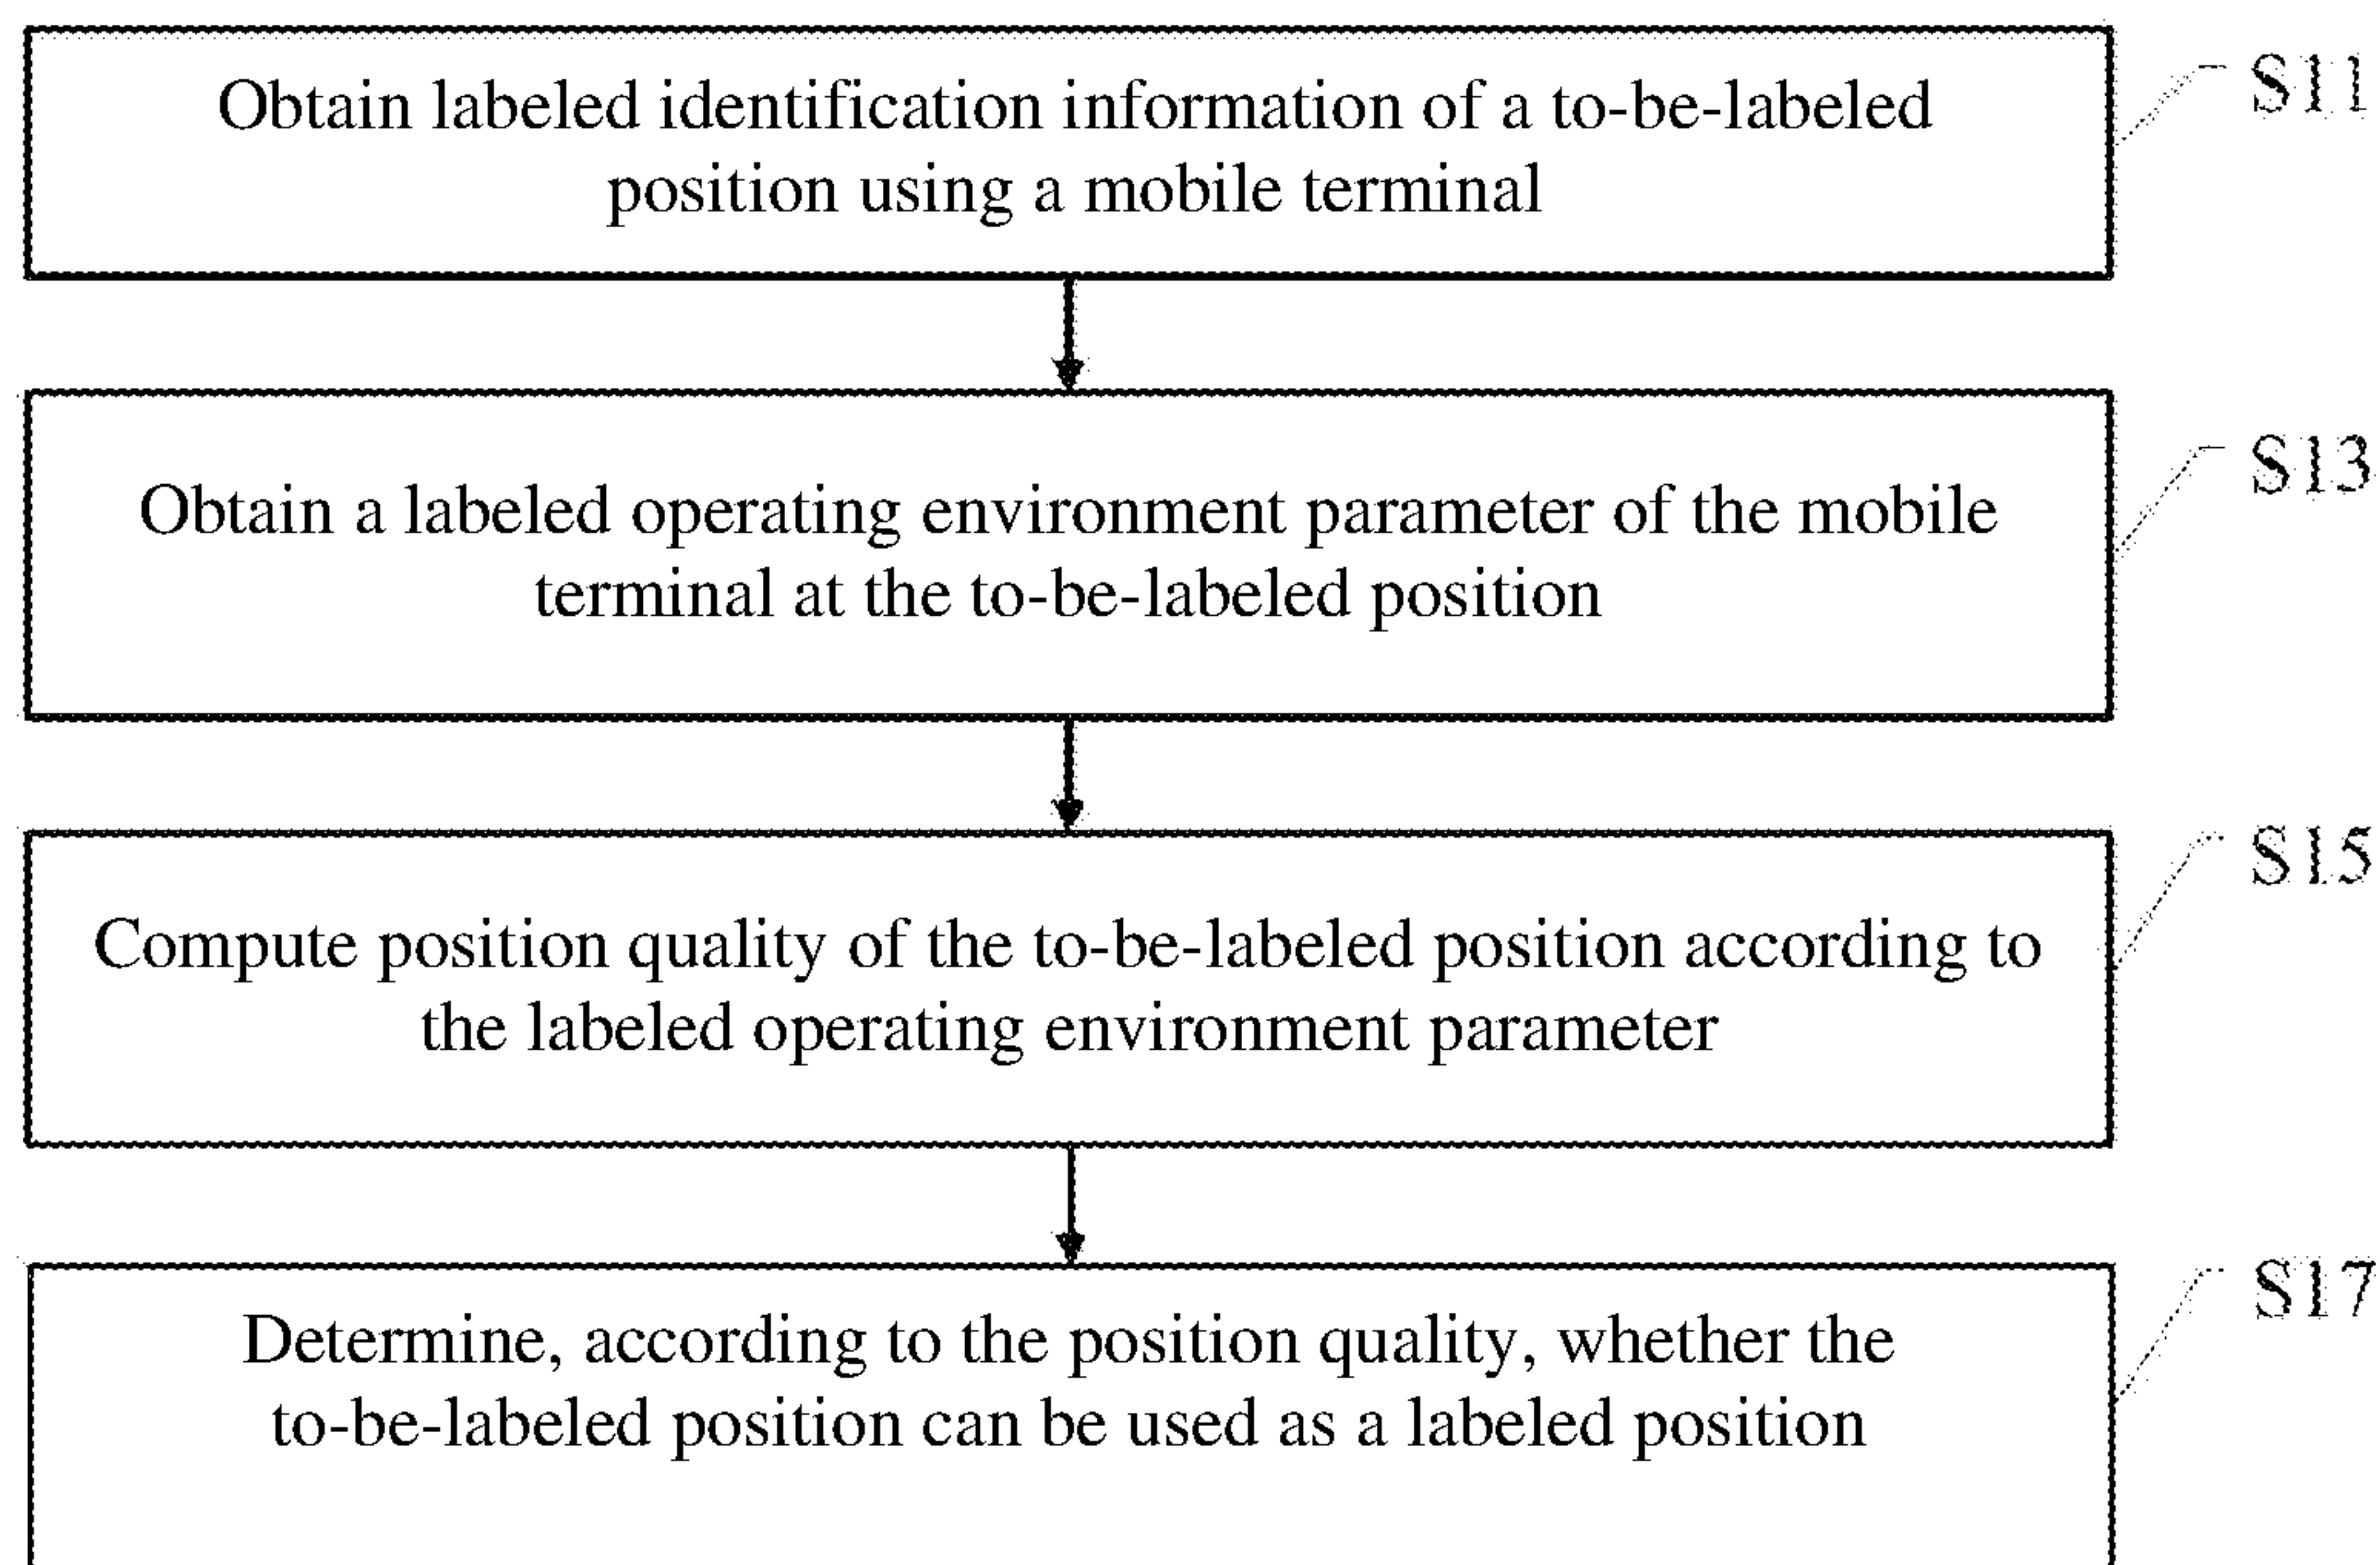 Obtain labeled identification information of a to-be-labeled
position using a mobile terminal
S11
Obtain a labeled operating environment parameter of the mobile
terminal at the to-be-labeled position
S13
Compute position quality of the to-be-labeled position according to
the labeled operating environment parameter
S15
Determine, according to the position quality, whether the
to-be-labeled position can be used as a labeled position
S17